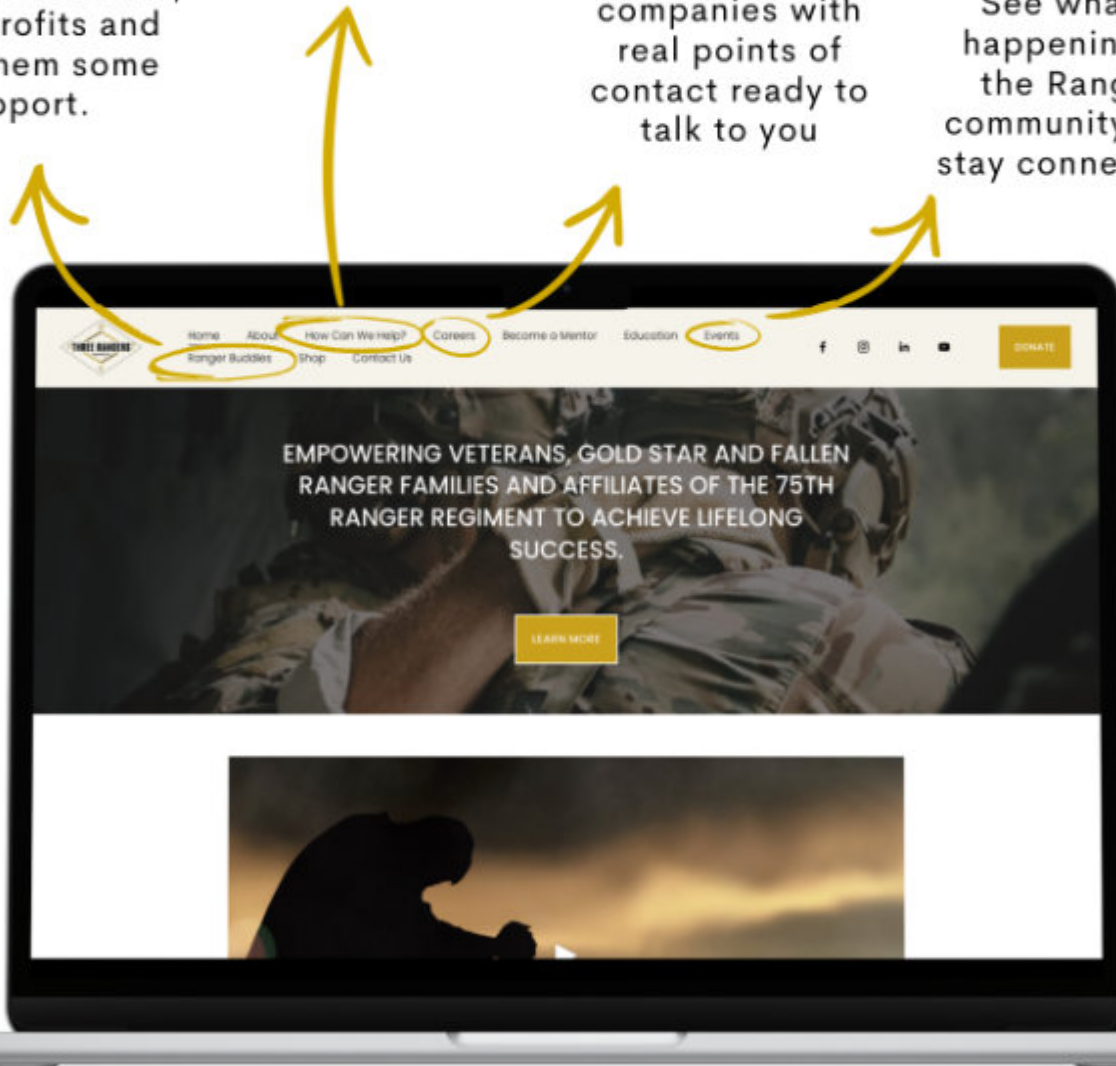 rofits and
hem some
pport.
companies with
real points of
contact ready to
talk to you
See wha
happenin
the Rang
community
stay conne
THREE RANGERS
Home About How Can We Help? Careers Become a Mentor Education Events
Ranger Buddies Shop Contact Us
DONATE
EMPOWERING VETERANS, GOLD STAR AND FALLEN
RANGER FAMILIES AND AFFILIATES OF THE 75TH
RANGER REGIMENT TO ACHIEVE LIFELONG
SUCCESS.
LEARN MORE